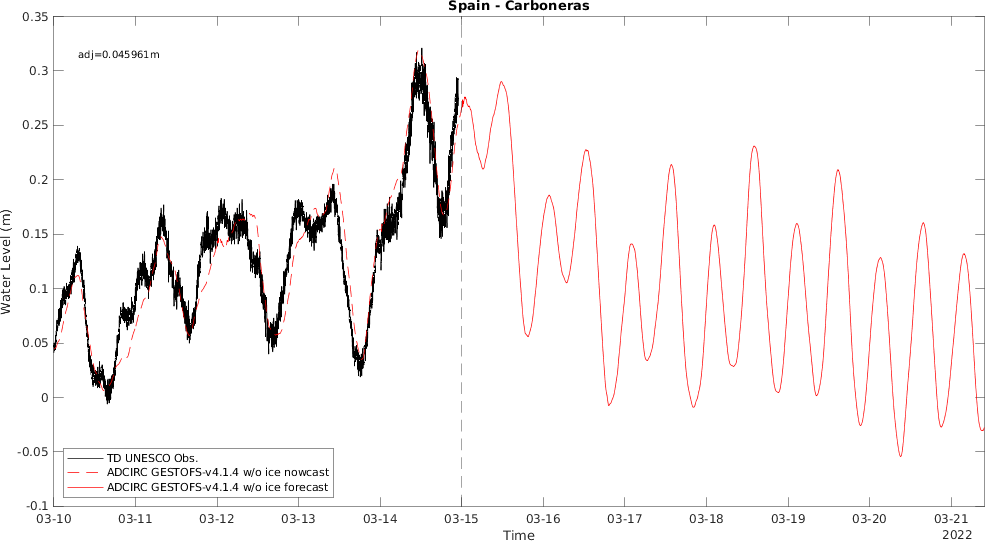 Spain - Carboneras
adj=0.045961m
0.35
0.3
0.25
0.2
0.15
0.1
0.05
0
-0.05
-0.1
Water Level (m)
TD UNESCO Obs.
ADCIRC GESTOFS-v4.1.4 w/o ice nowcast
ADCIRC GESTOFS-v4.1.4 w/o ice forecast
03-10 03-11 03-12 03-13 03-14 03-15 03-16 03-17 03-18 03-19 03-20 03-21
Time
2022